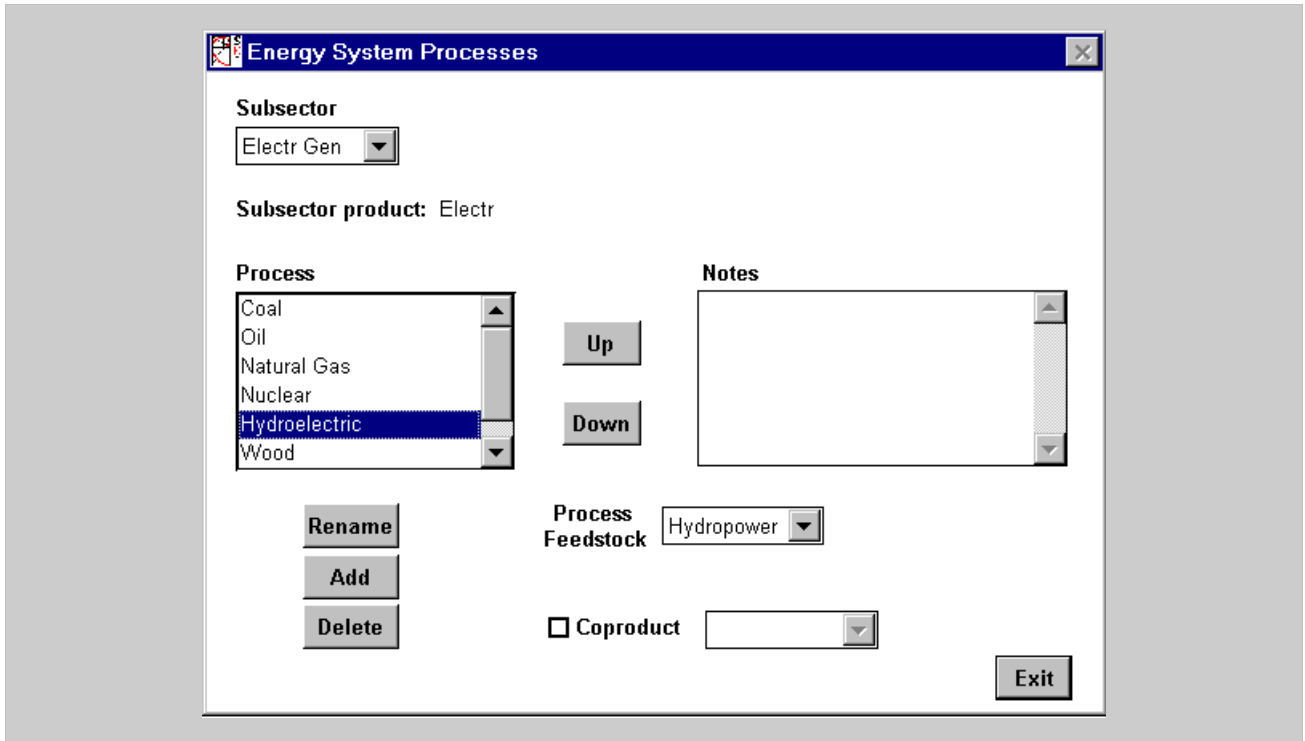 Energy System Processes
Subsector
Electr Gen
Subsector product: Electr
Process
Notes
Coal
Oil
Natural Gas
Nuclear
Hydroelectric
Wood
Up
Down
Rename
Add
Delete
Process
Feedstock
Hydropower
Coproduct
Exit